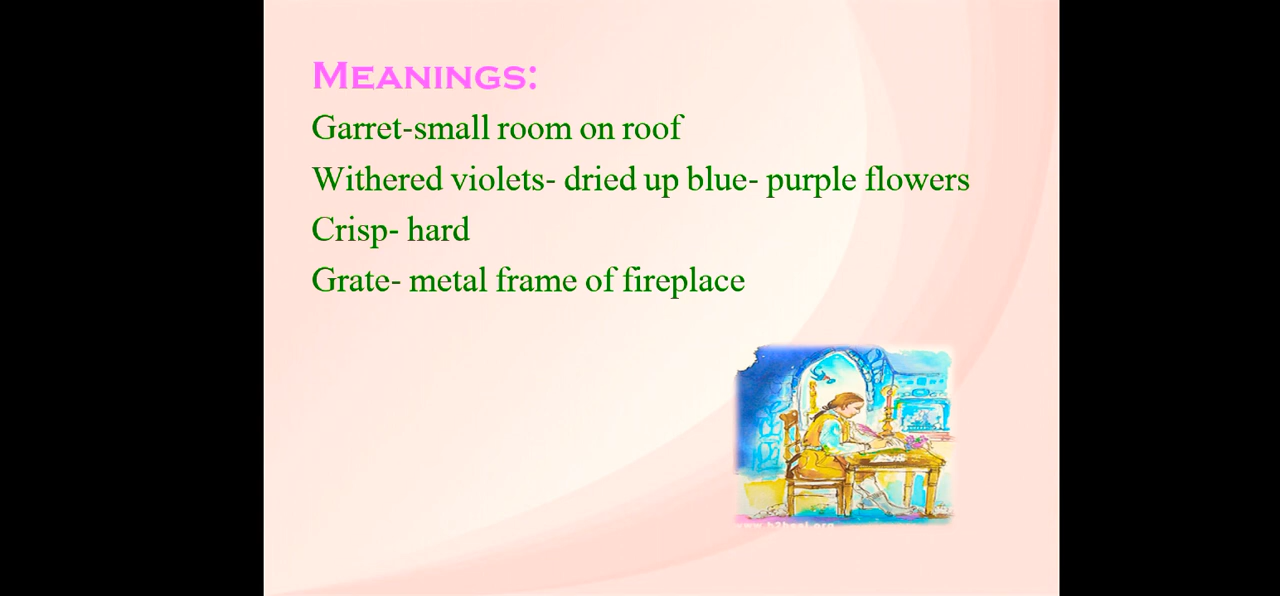 Meanings:
Garret-small room on roof
Withered violets- dried up blue- purple flowers
Crisp- hard
Grate- metal frame of fireplace